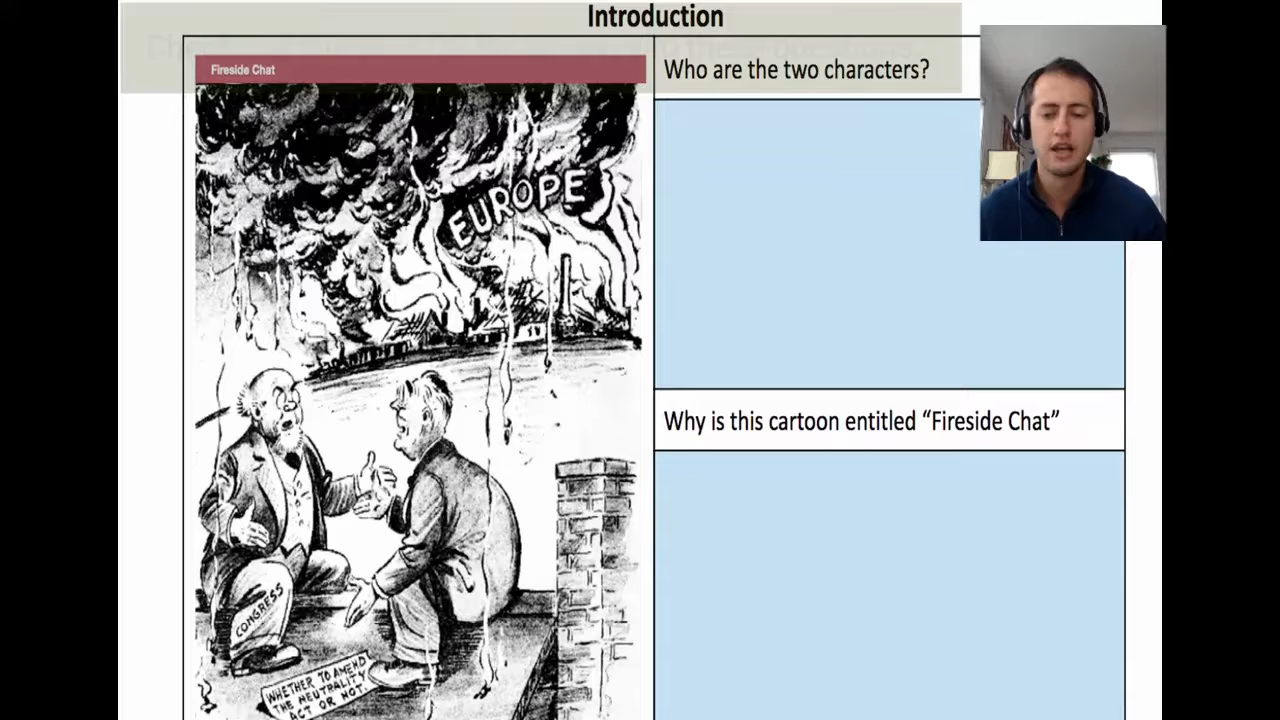 Introduction
Fireside Chat
Who are the two characters?
EUROPE
Why is this cartoon entitled “Fireside Chat”
CONGRESS
WHETHER TO AMEND
THE NEUTRALITY
ACT OR NOT.